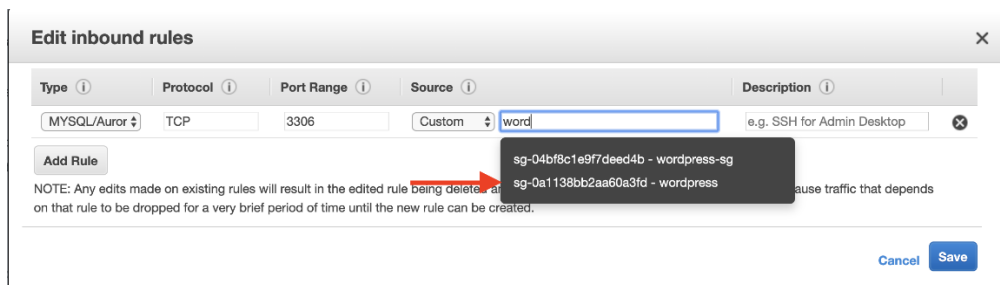 Edit inbound rules
Type Protocol Port Range Source Description
MYSQL/Auror TCP 3306 Custom word e.g. SSH for Admin Desktop
sg-04bf8c1e9f7deed4b - wordpress-sg
Add Rule
sg-0a1138bb2aa60a3fd - wordpress
NOTE: Any edits made on existing rules will result in the edited rule being deleted ause traffic that depends
on that rule to be dropped for a very brief period of time until the new rule can be created.
Cancel Save